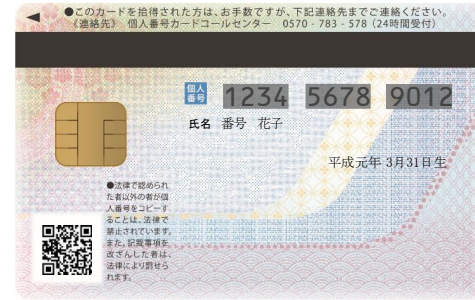 ●このカードを拾得された方は、お手数ですが、下記連絡先までご連絡ください。
《連絡先》 個人番号カードコールセンター 0570-783-578 (24時間受付)
個人番号 1234 5678 9012
氏名 番号 花子
平成元年 3月31日生
●法律で認められ
た者以外の者が個
人番号をコピーす
ることは、法律で
禁止されています。
また、記載事項を
改ざんした者は、
法律により罰せら
れます。